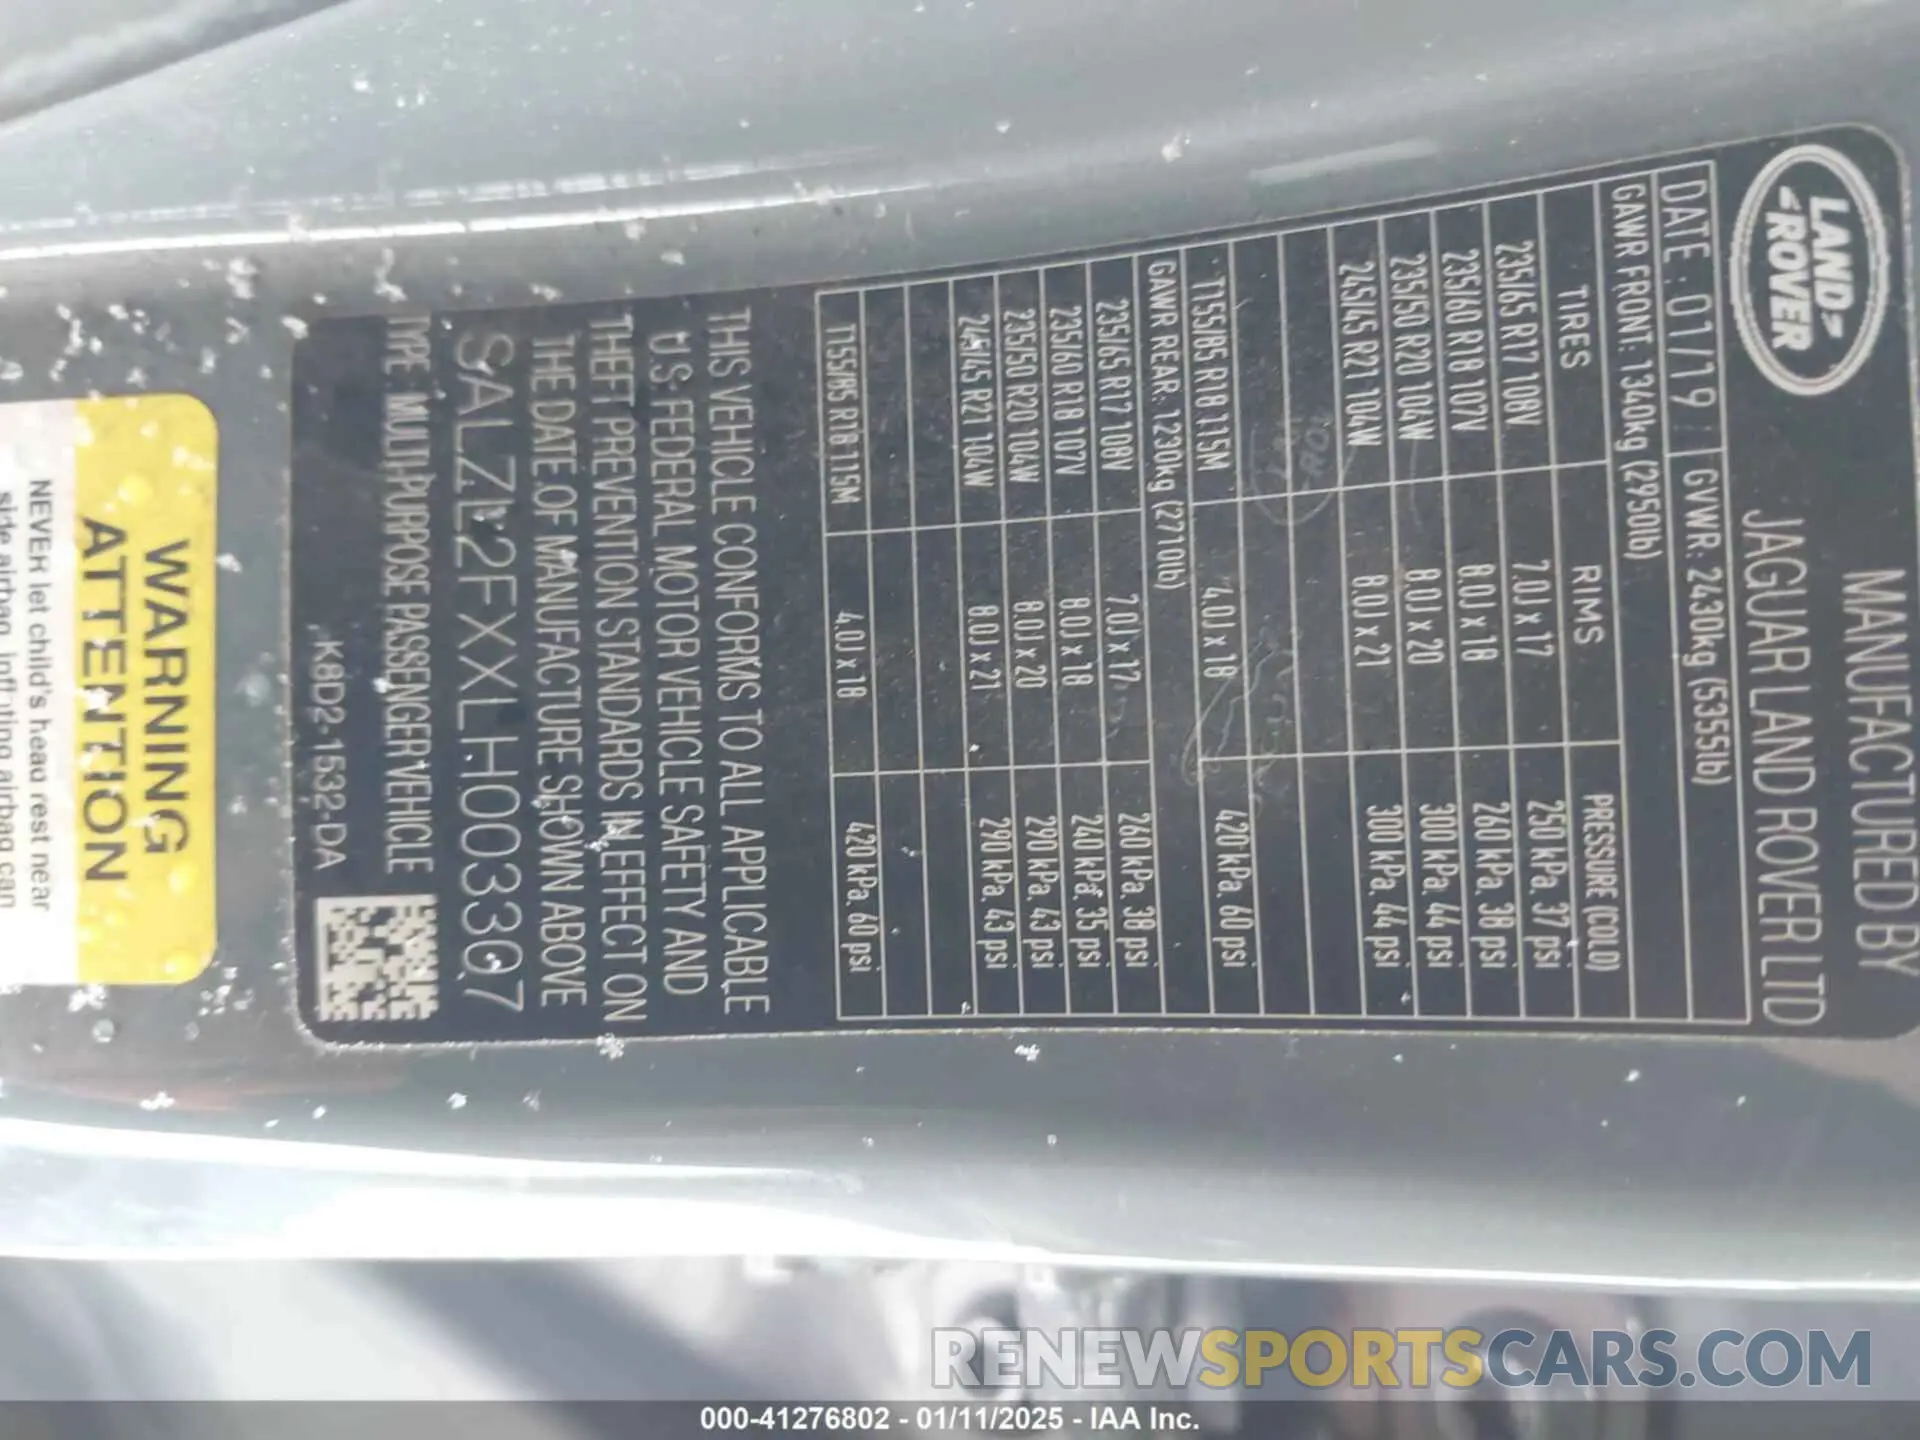 MANUFACTURED BY
JAGUAR LAND ROVER LTD
LAND
ROVER
DATE : 01/19 GVWR: 2430kg (5355lb)
GAWR FRONT: 1340kg (2950lb)
TIRES RIMS PRESSURE (COLD)
235/65 R17 108V 7.0J x 17 250 kPa. 37 psi
235/60 R18 107V 8.0J x 18 260 kPa. 38 psi
235/50 R20 104W 8.0J x 20 300 kPa. 44 psi
245/45 R21 104W 8.0J x 21 300 kPa. 44 psi
T155/85 R18 115M 4.0J x 18 420 kPa. 60 psi
GAWR REAR: 1230kg (2710lb)
235/65 R17 108V 7.0J x 17 260 kPa. 38 psi
235/60 R18 107V 8.0J x 18 240 kPa. 35 psi
235/50 R20 104W 8.0J x 20 290 kPa. 43 psi
245/45 R21 104W 8.0J x 21 290 kPa. 43 psi
T155/85 R18 115M 4.0J x 18 420 kPa. 60 psi
THIS VEHICLE CONFORMS TO ALL APPLICABLE
U.S. FEDERAL MOTOR VEHICLE SAFETY AND
THEFT PREVENTION STANDARDS IN EFFECT ON
THE DATE OF MANUFACTURE SHOWN ABOVE
SALZL2FXXLH003307
TYPE : MULTIPURPOSE PASSENGER VEHICLE
K8D2-1532-DA
WARNING
ATTENTION
NEVER let child's head rest near
side airbag. Inflating airbag can
RENEWSPORTSCARS.COM
000-41276802 - 01/11/2025 - IAA Inc.